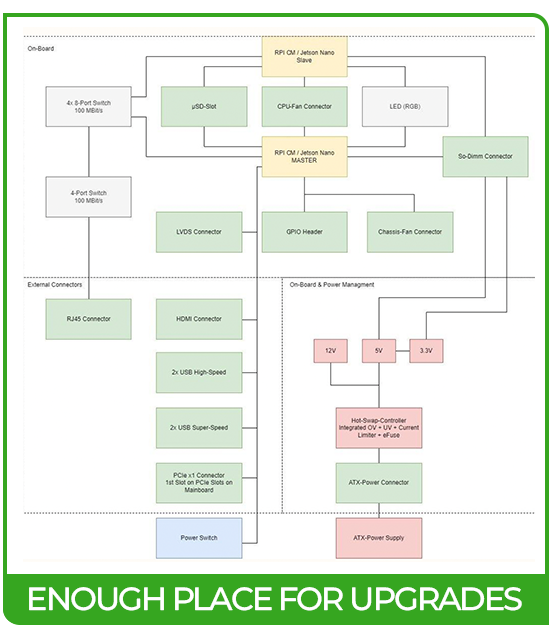 On-Board
RPI CM / Jetson Nano
Slave
4x 8-Port Switch
100 MBit/s
µSD-Slot
CPU-Fan Connector
LED (RGB)
RPI CM / Jetson Nano
MASTER
So-Dimm Connector
4-Port Switch
100 MBit/s
LVDS Connector
GPIO Header
Chassis-Fan Connector
External Connectors
On-Board & Power Managment
RJ45 Connector
HDMI Connector
12V
5V
3.3V
2x USB High-Speed
2x USB Super-Speed
Hot-Swap-Controller
Integrated OV + UV + Current
Limiter + eFuse
PCIe x1 Connector
1st Slot on PCIe Slots on
Mainboard
ATX-Power Connector
Power Switch
ATX-Power Supply
ENOUGH PLACE FOR UPGRADES